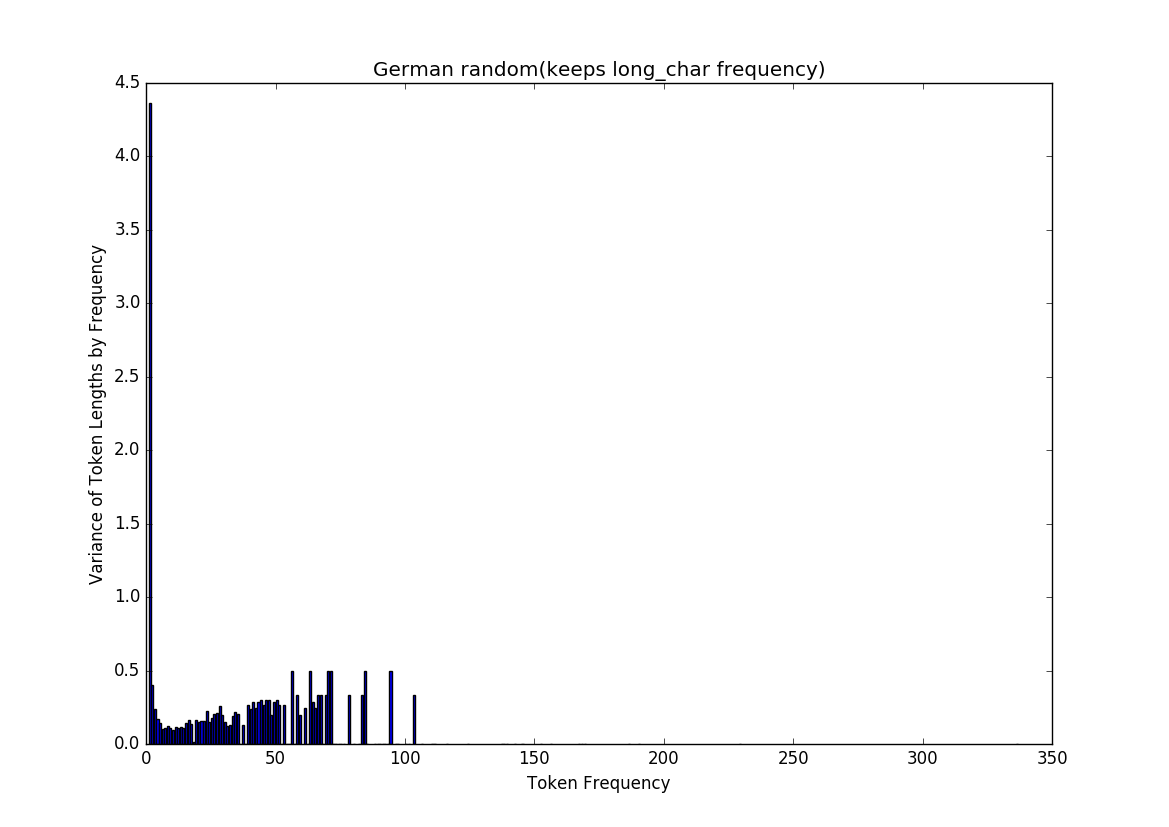 German random(keeps long_char frequency)
4.5
4.0
3.5
3.0
2.5
2.0
1.5
1.0
0.5
0.0
Variance of Token Lengths by Frequency
0 50 100 150 200 250 300 350
Token Frequency